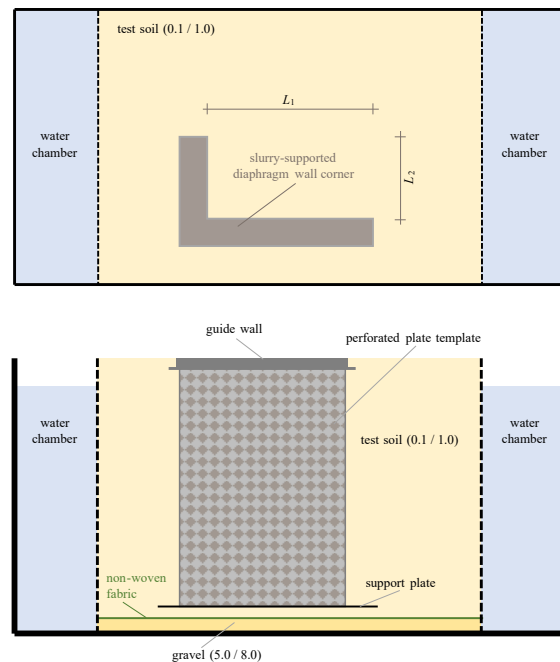 test soil (0.1 / 1.0)
L1
water
chamber
water
chamber
slurry-supported
diaphragm wall corner
L2
guide wall
perforated plate template
water
chamber
test soil (0.1 / 1.0)
water
chamber
non-woven
fabric
support plate
gravel (5.0 / 8.0)